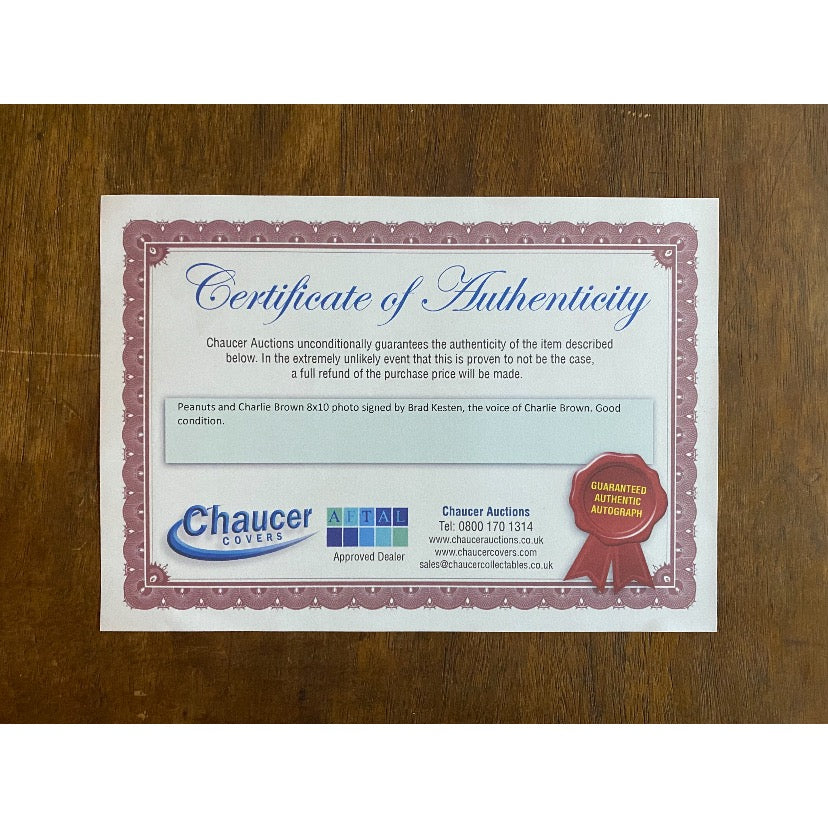 Certificate of Authenticity
Chaucer Auctions unconditionally guarantees the authenticity of the item described
below. In the extremely unlikely event that this is proven to not be the case,
a full refund of the purchase price will be made.
Peanuts and Charlie Brown 8x10 photo signed by Brad Kesten, the voice of Charlie Brown. Good
condition.
Chaucer
COVERS
AFTAL
Approved Dealer
Chaucer Auctions
Tel: 0800 170 1314
www.chaucerauctions.co.uk
www.chaucercovers.com
sales@chaucercollectables.co.uk
GUARANTEED
AUTHENTIC
AUTOGRAPH